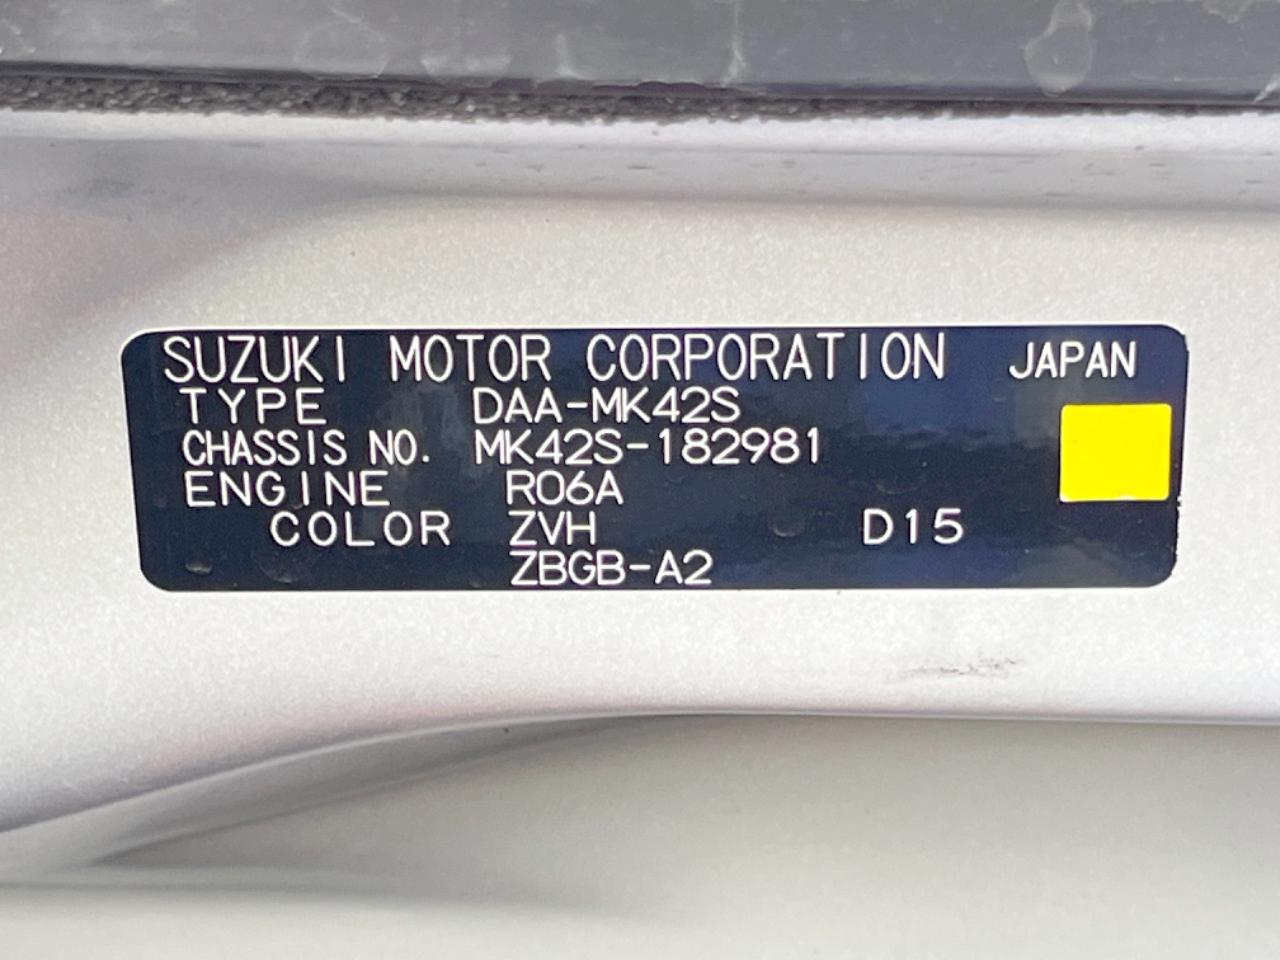 SUZUKI MOTOR CORPORATION JAPAN
TYPE DAA-MK42S
CHASSIS NO. MK42S-182981
ENGINE R06A
COLOR ZVH D15
ZBGB-A2